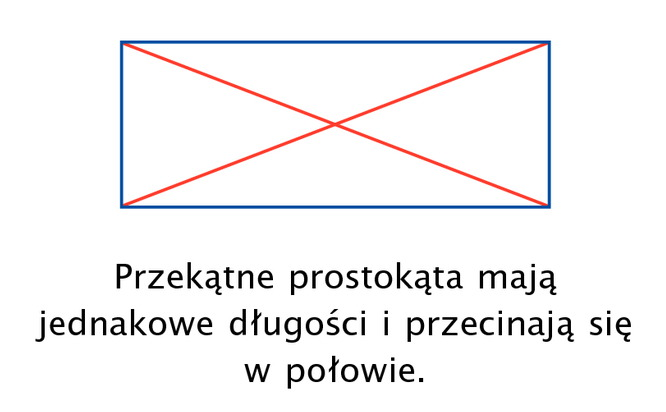 Przekątne prostokąta mają
jednakowe długości i przecinają się
w połowie.